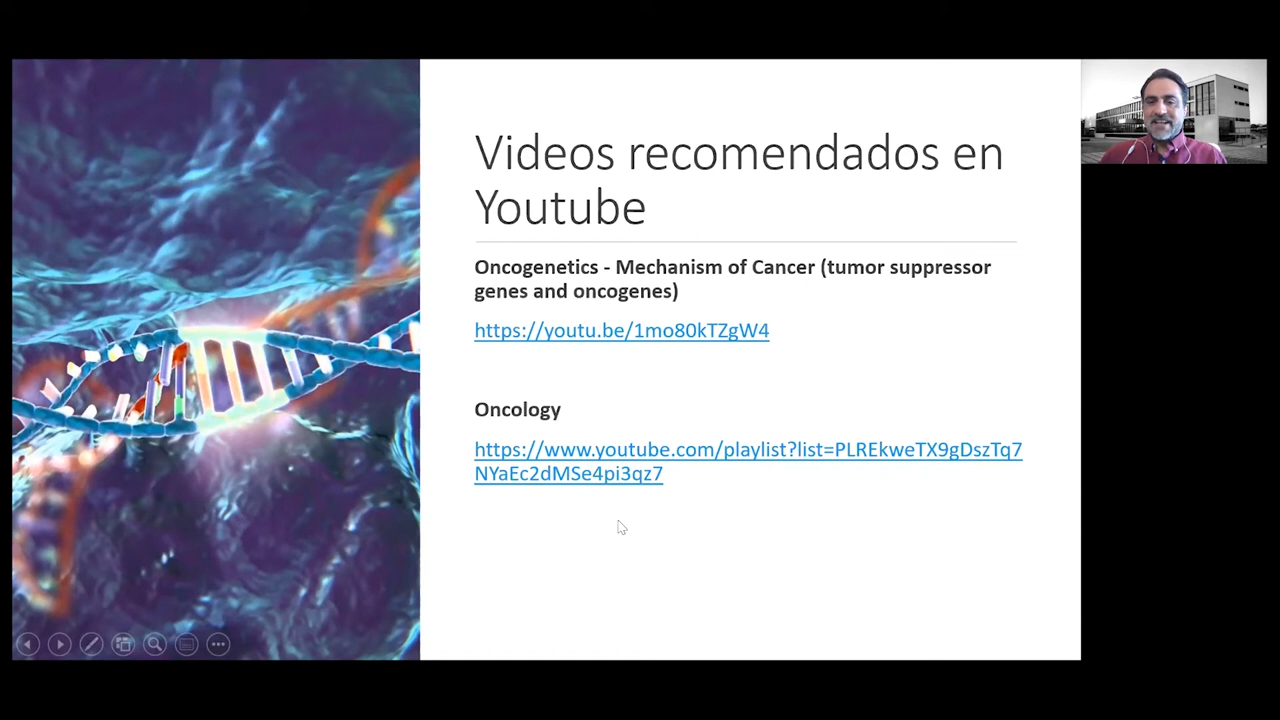 Videos recomendados en
Youtube
Oncogenetics - Mechanism of Cancer (tumor suppressor
genes and oncogenes)
https://youtu.be/1mo80kTZgW4
Oncology
https://www.youtube.com/playlist?list=PLREkweTX9gDszTq7
NYaEc2dMSe4pi3qz7